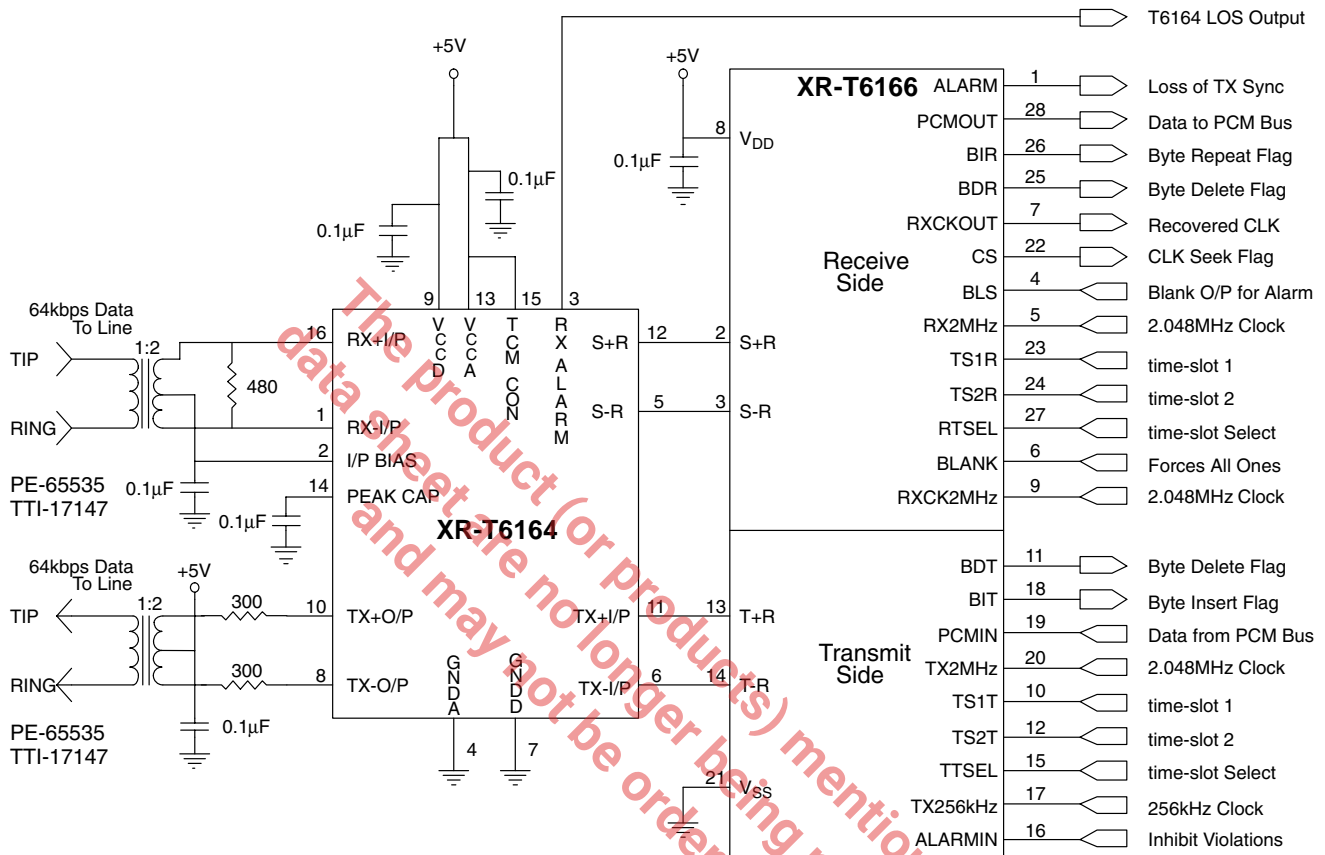 T6164 LOS Output
+5V
+5V
XR-T6166
ALARM 1 Loss of TX Sync
PCMOUT 28 Data to PCM Bus
8 VDD
BIR 26 Byte Repeat Flag
0.1µF
BDR 25 Byte Delete Flag
0.1µF
RXCKOUT 7 Recovered CLK
0.1µF
Receive
Side
CS 22 CLK Seek Flag
BLS 4 Blank O/P for Alarm
64kbps Data
To Line
1:2
9 13 15 3
VCCD
VCCA
TCM CON
RX ALARM
RX2MHz 5 2.048MHz Clock
16 RX+I/P
S+R 12 2 S+R
TIP
TS1R 23 time-slot 1
480
TS2R 24 time-slot 2
1 RX-I/P
S-R 5 3 S-R
RING
RTSEL 27 time-slot Select
2 I/P BIAS
BLANK 6 Forces All Ones
PE-65535
TTI-17147
0.1µF
14 PEAK CAP
RXCK2MHz 9 2.048MHz Clock
0.1µF
XR-T6164
64kbps Data
To Line
+5V
1:2
BDT 11 Byte Delete Flag
BIT 18 Byte Insert Flag
TIP
300
10 TX+O/P
TX+I/P 11 13 T+R
PCMIN 19 Data from PCM Bus
Transmit
Side
TX2MHz 20 2.048MHz Clock
RING
300
8 TX-O/P
GNDA
GNDD
TX-I/P 6 14 T-R
TS1T 10 time-slot 1
PE-65535
TTI-17147
0.1µF
4
7
TS2T 12 time-slot 2
TTSEL 15 time-slot Select
21 VSS
TX256kHz 17 256kHz Clock
ALARMIN 16 Inhibit Violations
The product (or products) mention
data sheet are no longer being
and may not be